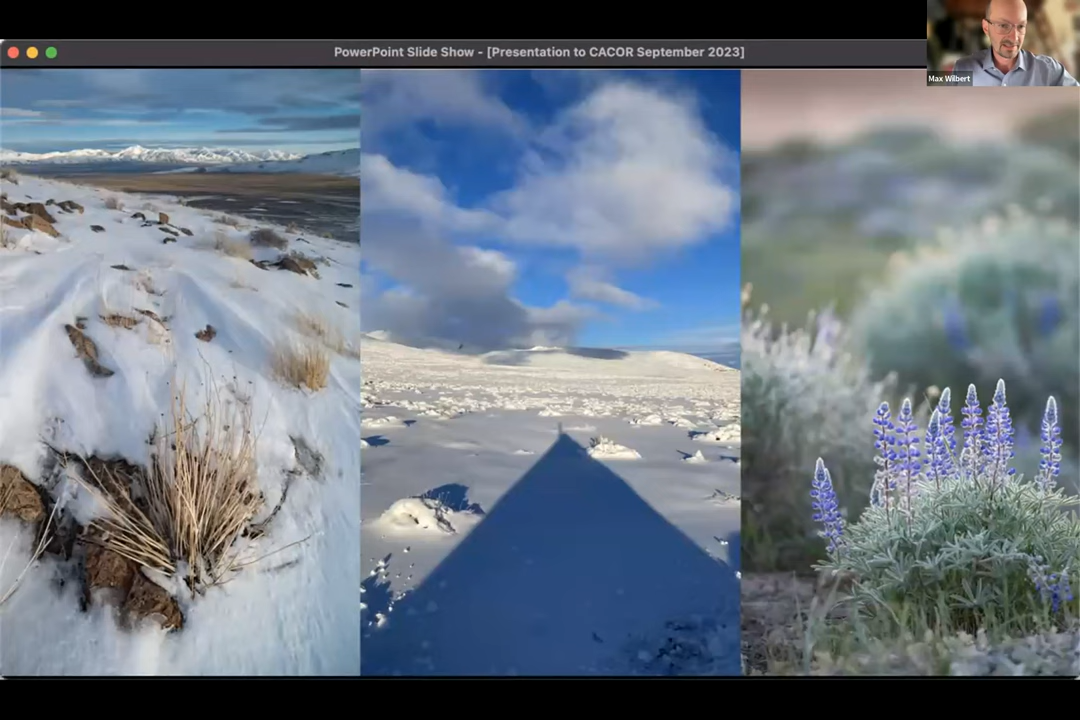 PowerPoint Slide Show - [Presentation to CACOR September 2023]
Max Wilbert